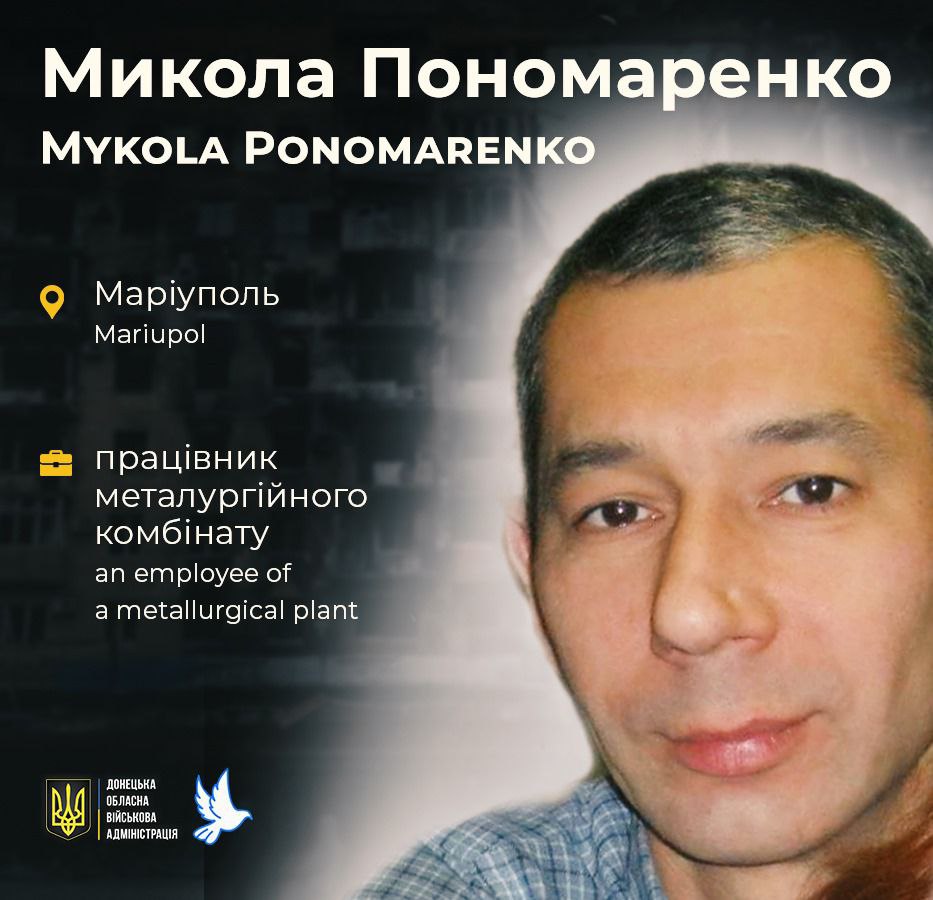 Микола Пономаренко
Mykola Ponomarenko
Маріуполь
Mariupol
працівник
металургійного
комбінату
an employee of
a metallurgical plant
ДОНЕЦЬКА
ОБЛАСНА
ВІЙСЬКОВА
АДМІНІСТРАЦІЯ